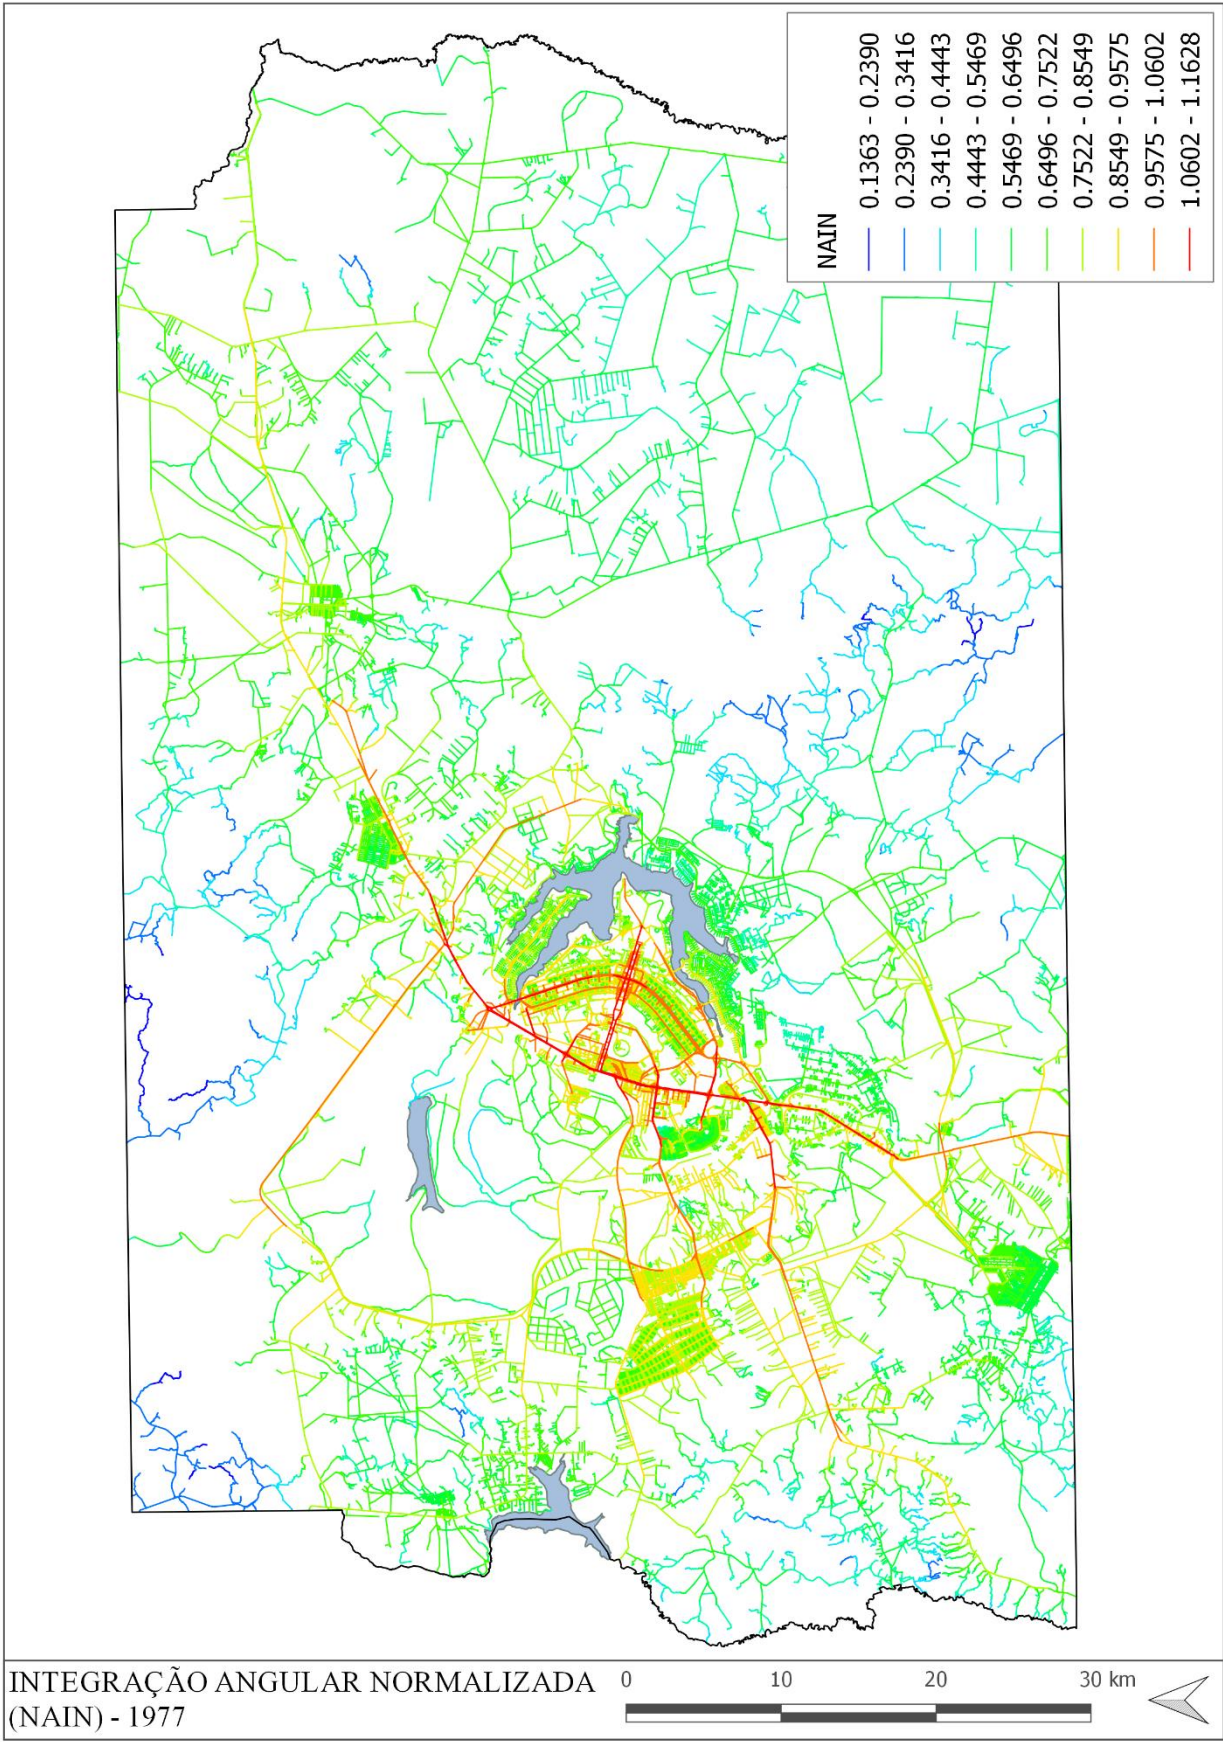 NAIN
0.1363 - 0.2390
0.2390 - 0.3416
0.3416 - 0.4443
0.4443 - 0.5469
0.5469 - 0.6496
0.6496 - 0.7522
0.7522 - 0.8549
0.8549 - 0.9575
0.9575 - 1.0602
1.0602 - 1.1628
INTEGRAÇÃO ANGULAR NORMALIZADA
(NAIN) - 1977
0 10 20 30 km